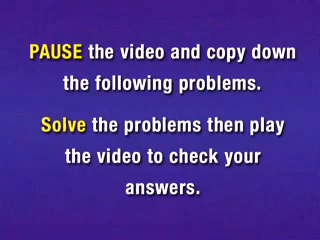 PAUSE the video and copy down
the following problems.
Solve the problems then play
the video to check your
answers.